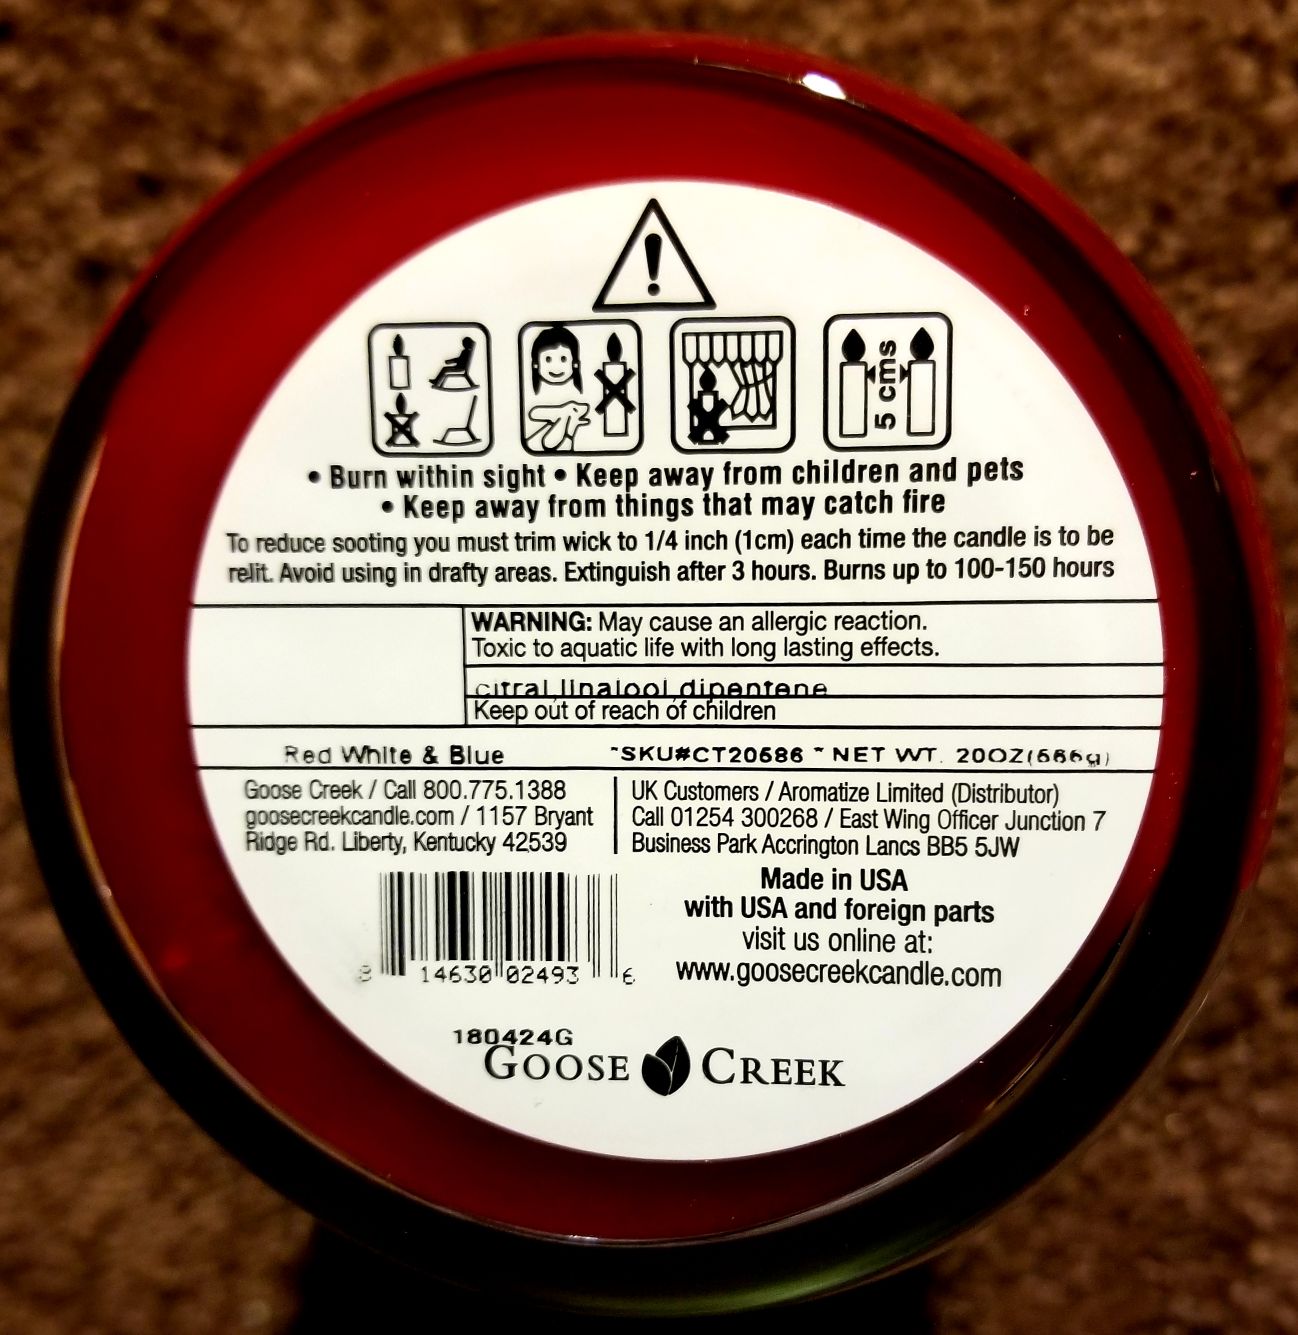 5 cms
• Burn within sight • Keep away from children and pets
• Keep away from things that may catch fire
To reduce sooting you must trim wick to 1/4 inch (1cm) each time the candle is to be
relit. Avoid using in drafty areas. Extinguish after 3 hours. Burns up to 100-150 hours
WARNING: May cause an allergic reaction.
Toxic to aquatic life with long lasting effects.
citral,linalool,dipentene
Keep out of reach of children
Red White & Blue "SKU#CT20686 " NET WT. 20OZ
Goose Creek / Call 800.775.1388
goosecreekcandle.com / 1157 Bryant
Ridge Rd. Liberty, Kentucky 42539
UK Customers / Aromatize Limited (Distributor)
Call 01254 300268 / East Wing Officer Junction 7
Business Park Accrington Lancs BB5 5JW
Made in USA
with USA and foreign parts
visit us online at:
www.goosecreekcandle.com
8 14630 02493 6
180424G
GOOSE CREEK